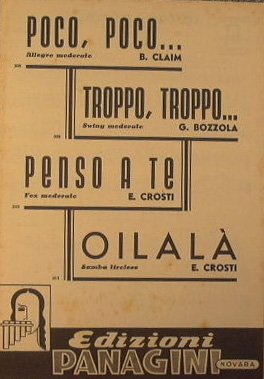 POCO, POCO...
Allegro moderato B. CLAIM
TROPPO, TROPPO...
Swing moderato G. BOZZOLA
PENSO A TE
Fox moderato E. CROSTI
OILALÀ
Samba E. CROSTI
Edizioni
PANAGINI
NOVARA